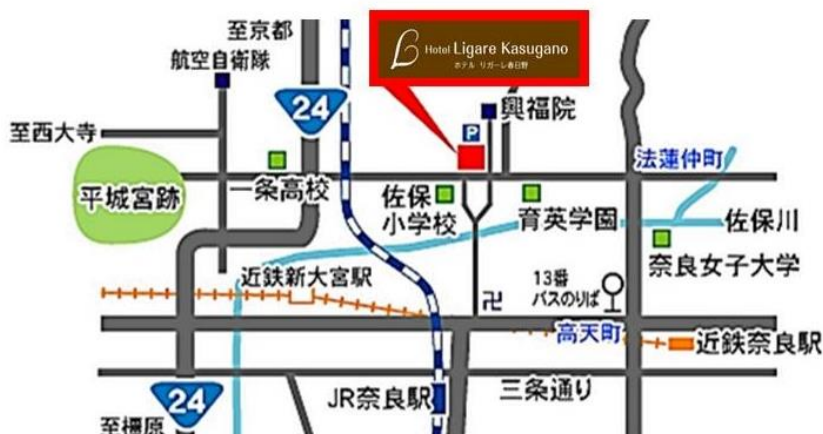 至京都
航空自衛隊
Hotel Ligare Kasugano
ホテル リガーレ春日野
24
P
興福院
至西大寺
法蓮仲町
平城宮跡
一条高校
佐保
小学校
育英学園
佐保川
奈良女子大学
近鉄新大宮駅
13番
バスのりば
卍
高天町
近鉄奈良駅
24
JR奈良駅
三条通り
至橿原